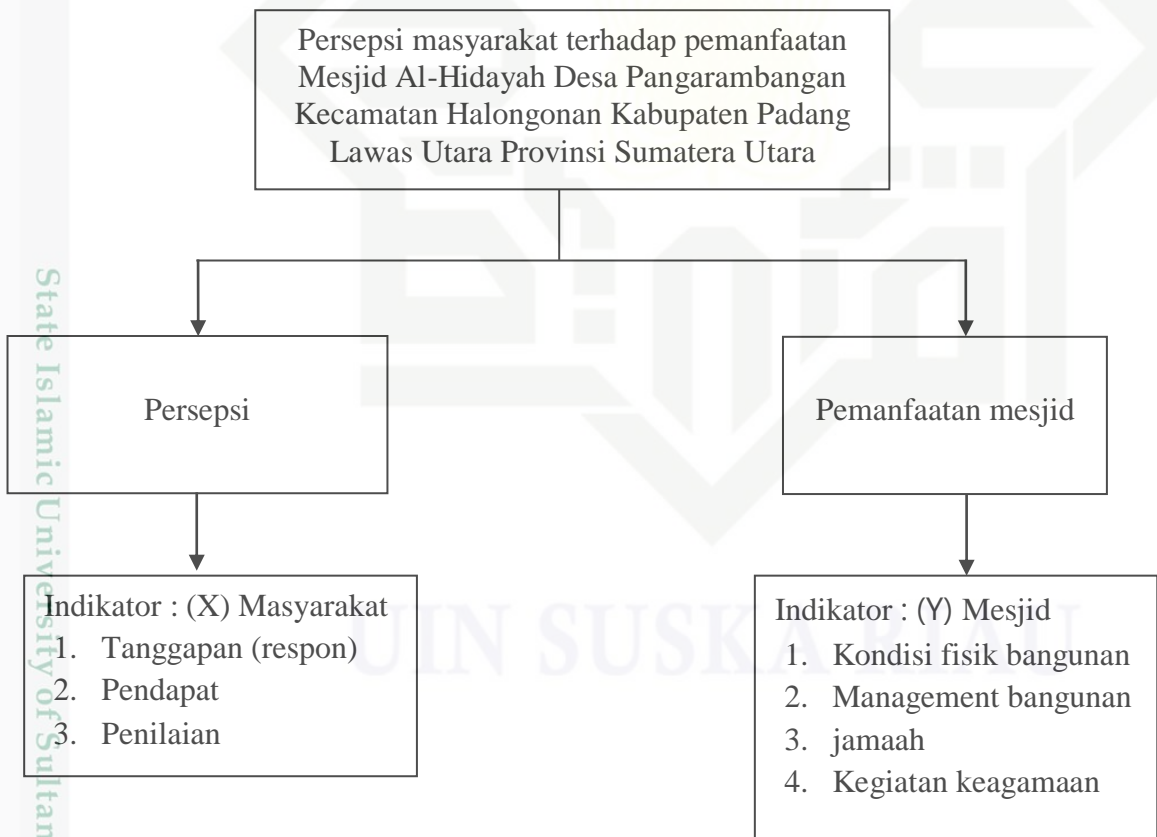 Persepsi masyarakat terhadap pemanfaatan
Mesjid Al-Hidayah Desa Pangarambangan
Kecamatan Halongonan Kabupaten Padang
Lawas Utara Provinsi Sumatera Utara
Persepsi
Pemanfaatan mesjid
Indikator : (X) Masyarakat
1. Tanggapan (respon)
2. Pendapat
3. Penilaian
Indikator : (Y) Mesjid
1. Kondisi fisik bangunan
2. Management bangunan
3. jamaah
4. Kegiatan keagamaan
State Islamic University of Sultan
UIN SUSKA RIAU